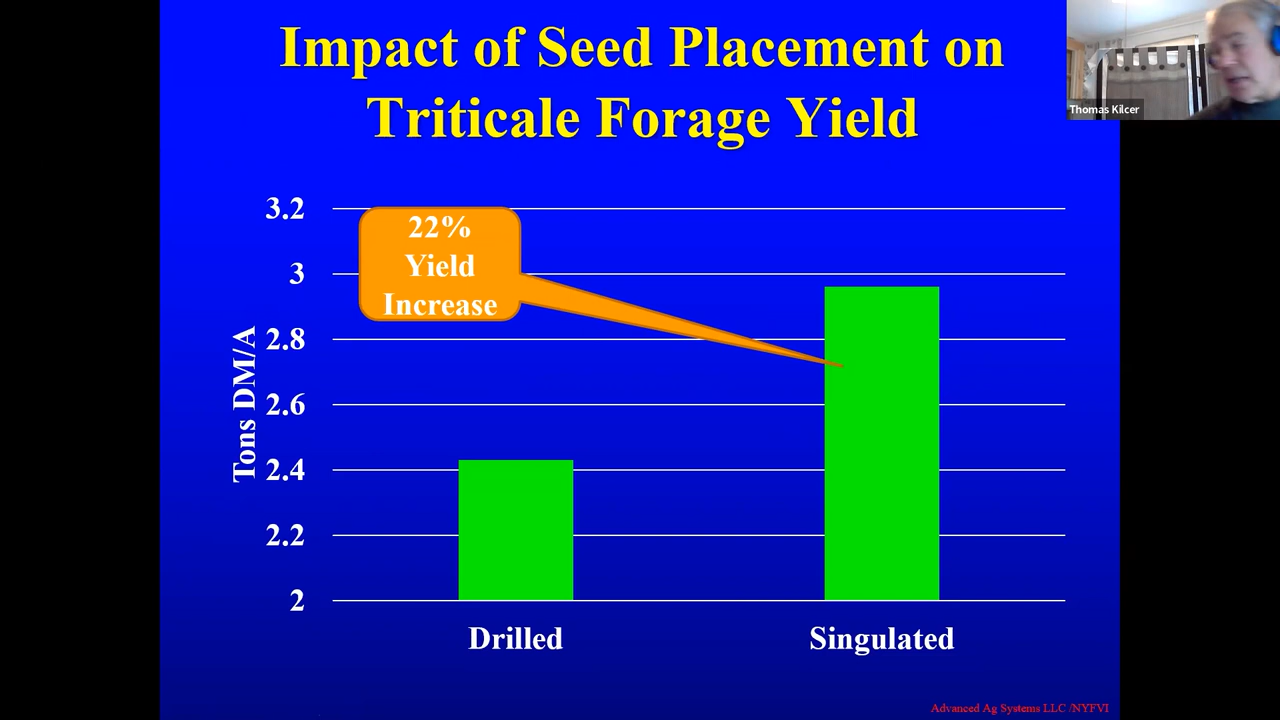 Impact of Seed Placement on
Triticale Forage Yield
Thomas Kilcer
3.2
3
2.8
2.6
2.4
2.2
2
Tons DM/A
22%
Yield
Increase
Drilled
Singulated
Advanced Ag Systems LLC /NYFVI